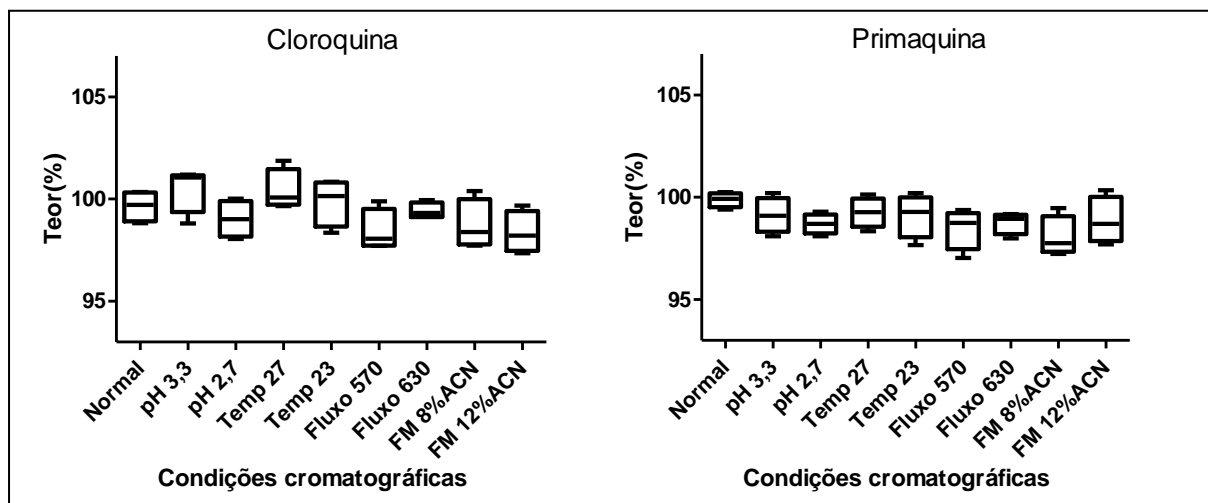 Cloroquina
105
100
95
Teor(%)
Normal
pH 3,3
pH 2,7
Temp 27
Temp 23
Fluxo 570
Fluxo 630
FM 8%ACN
FM 12%ACN
Condições cromatográficas
Primaquina
105
100
95
Teor(%)
Normal
pH 3,3
pH 2,7
Temp 27
Temp 23
Fluxo 570
Fluxo 630
FM 8%ACN
FM 12%ACN
Condições cromatográficas